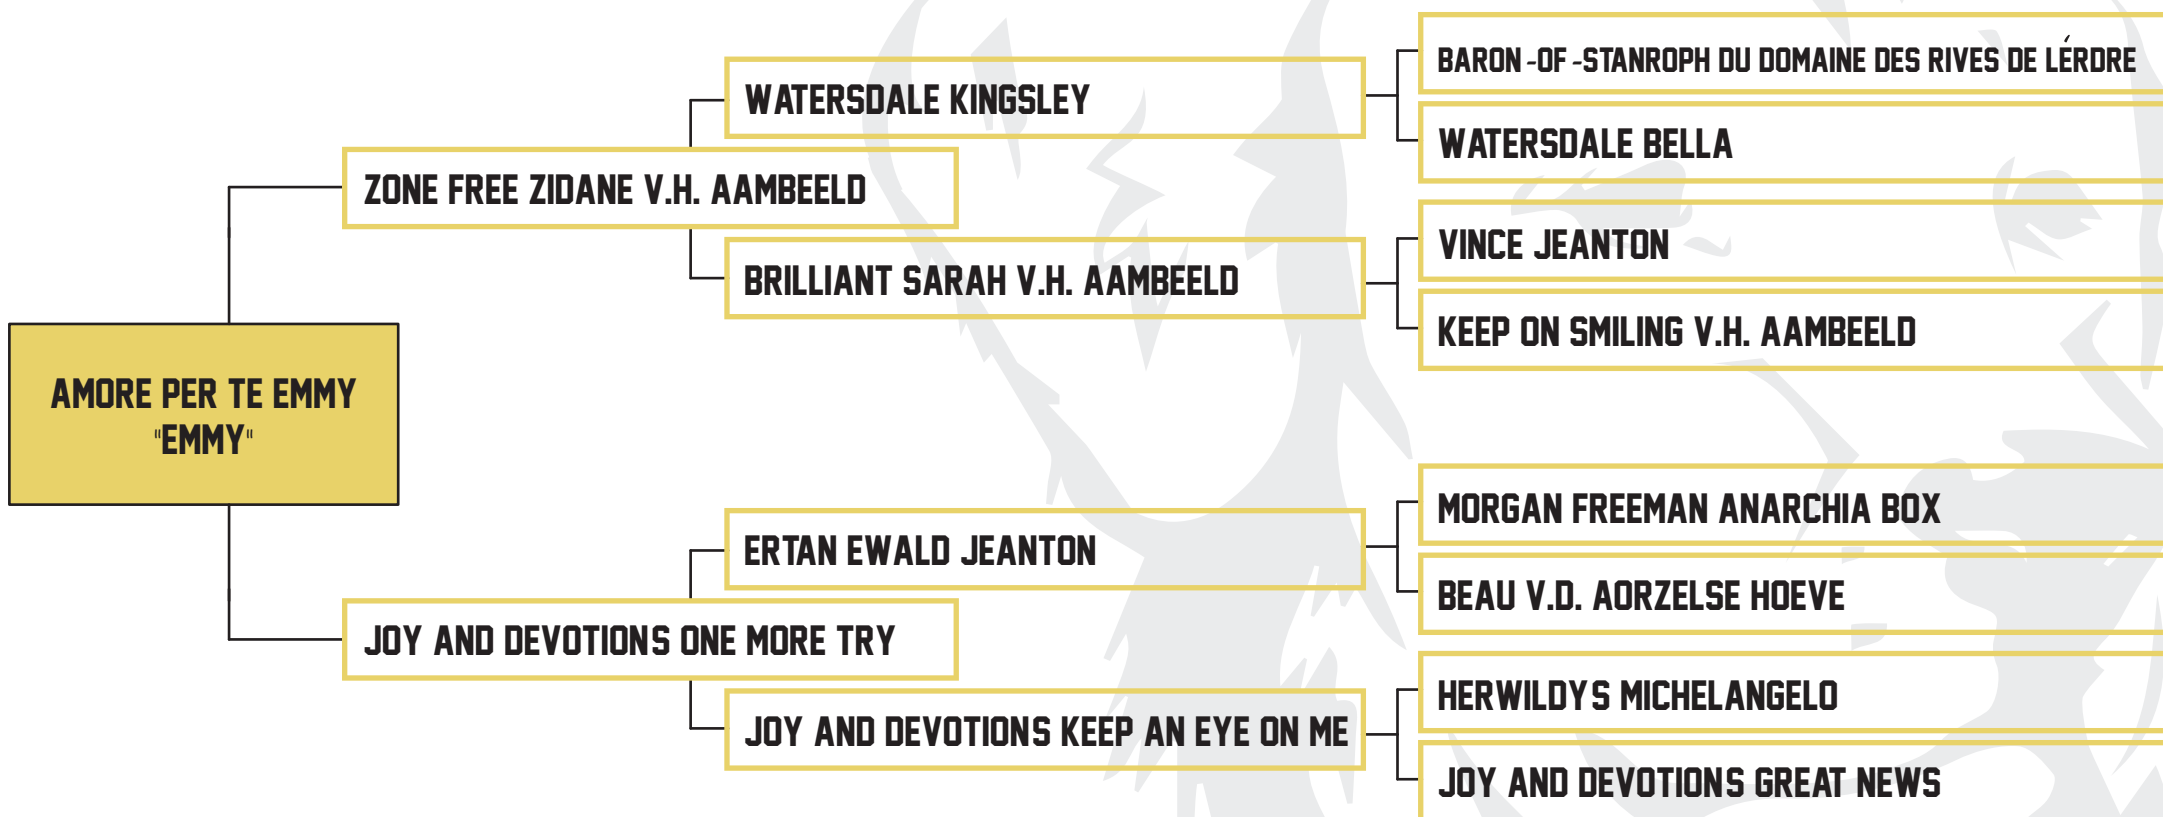 BARON-OF-STANROPH DU DOMAINE DES RIVES DE LÉRDRE
WATERSDALE KINGSLEY
WATERSDALE BELLA
ZONE FREE ZIDANE V.H. AAMBEELD
VINCE JEANTON
BRILLIANT SARAH V.H. AAMBEELD
KEEP ON SMILING V.H. AAMBEELD
AMORE PER TE EMMY
"EMMY"
MORGAN FREEMAN ANARCHIA BOX
ERTAN EWALD JEANTON
BEAU V.D. AORZELSE HOEVE
JOY AND DEVOTIONS ONE MORE TRY
HERWILDYS MICHELANGELO
JOY AND DEVOTIONS KEEP AN EYE ON ME
JOY AND DEVOTIONS GREAT NEWS